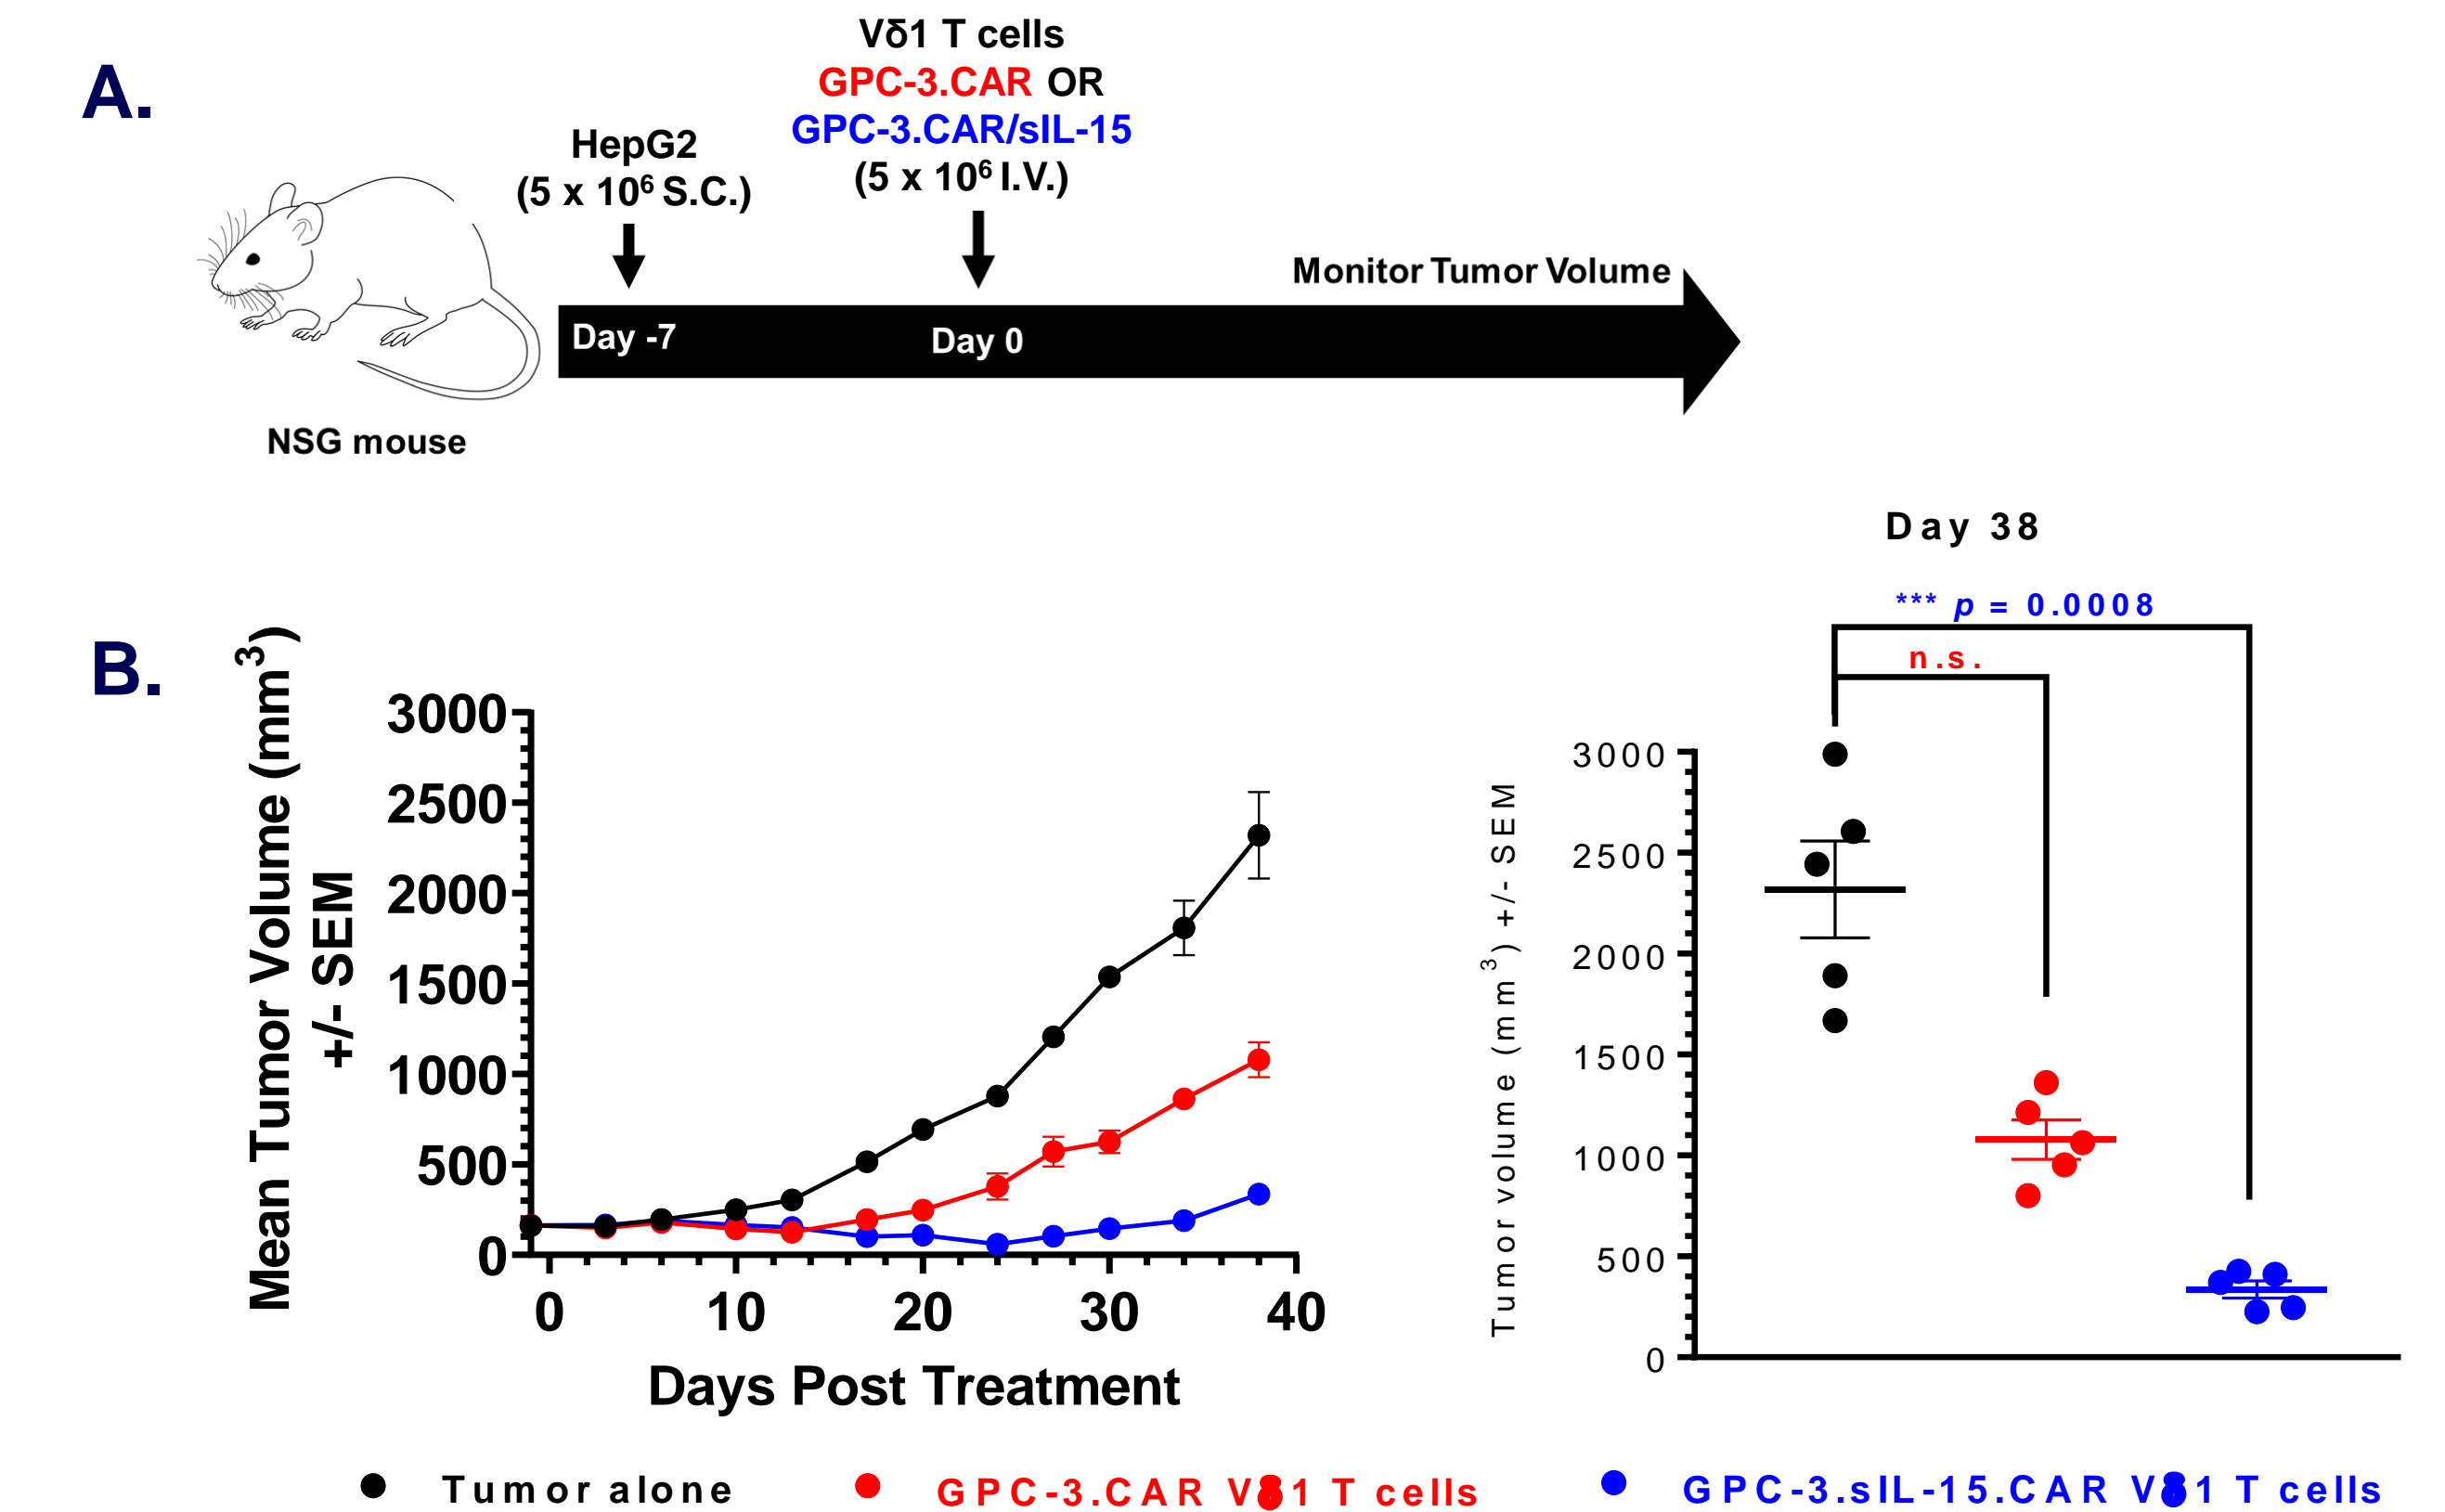 A.
Vδ1 T cells
GPC-3.CAR OR
GPC-3.CAR/sIL-15
(5 x 10⁶ I.V.)
HepG2
(5 x 10⁶ S.C.)
Monitor Tumor Volume
Day -7
Day 0
NSG mouse
B.
Mean Tumor Volume (mm³)
+/- SEM
3000
2500
2000
1500
1000
500
0
0 10 20 30 40
Days Post Treatment
Day 38
*** p = 0.0008
n.s.
Tumor volume (mm³) +/- SEM
3000
2500
2000
1500
1000
500
0
Tumor alone
GPC-3.CAR Vδ1 T cells
GPC-3.sIL-15.CAR Vδ1 T cells